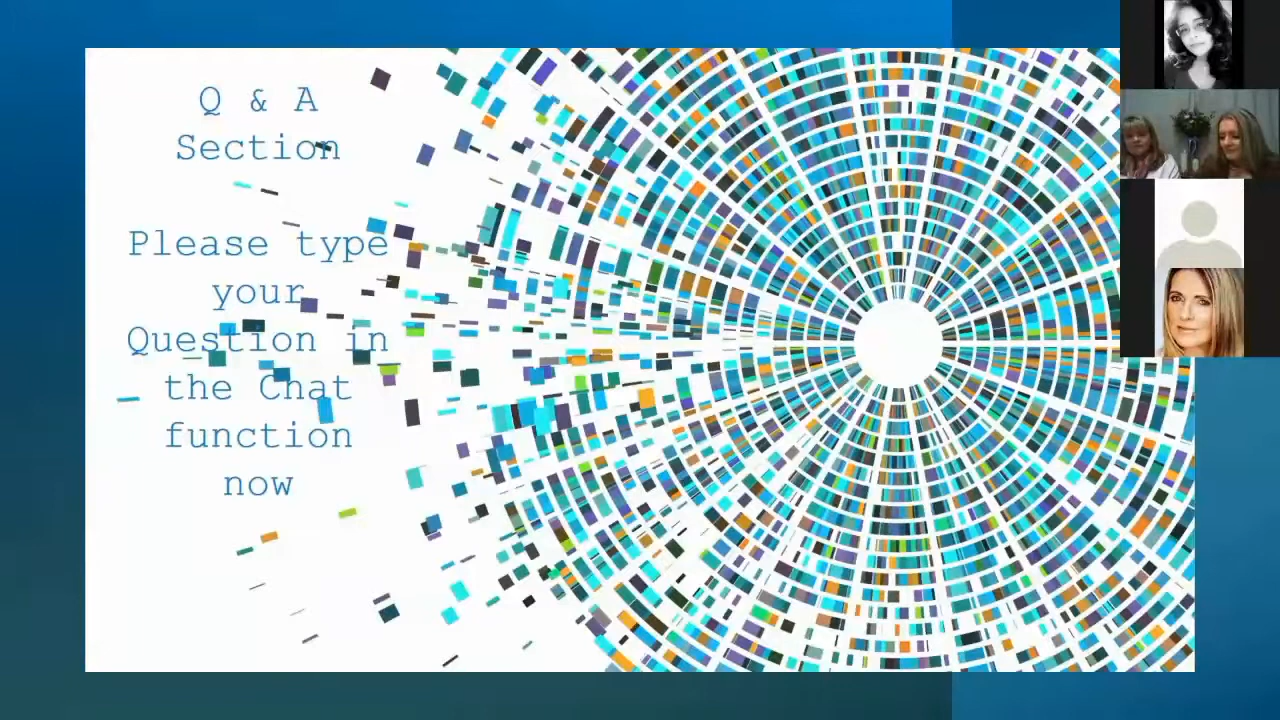 Q & A
Section
Please type
your
Question in
the Chat
function
now